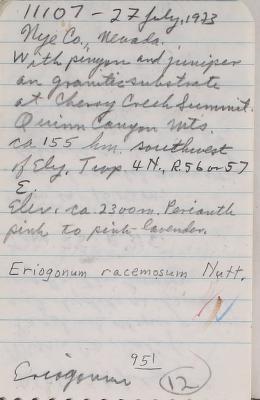 11107 - 27 July, 1973
Nye Co., Nevada.
With pinyon and juniper
on granitic substrate
at Cherry Creek Summit.
Quinn Canyon Mts.
ca 155 km. southwest
of Ely, Twp. 4 N., R. 56 or 57
E.
Elev. ca. 2300 m. Perianth
pink to pink-lavender.
Eriogonum racemosum Nutt.
951
Eriogonum 12